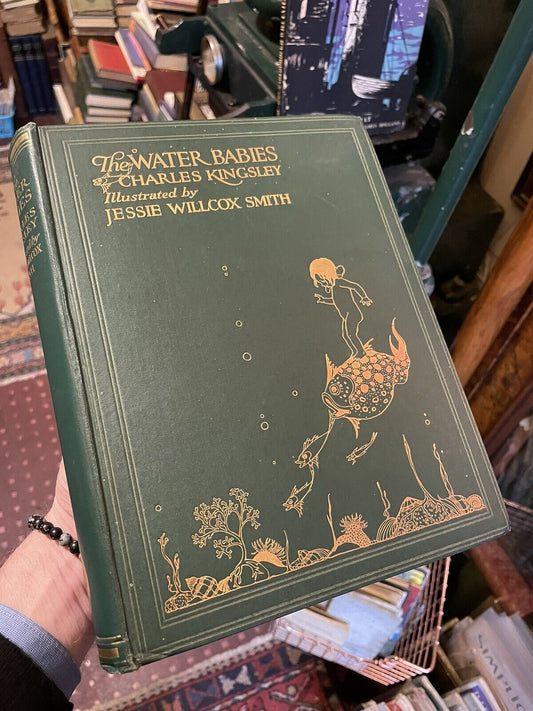 The WATER BABIES
CHARLES KINGSLEY
Illustrated by
JESSIE WILLCOX SMITH